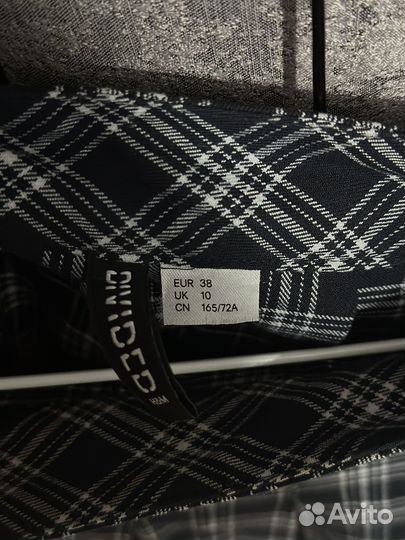 EUR 38
UK 10
CN 165/72A
DIVIDED
H&M
Avito